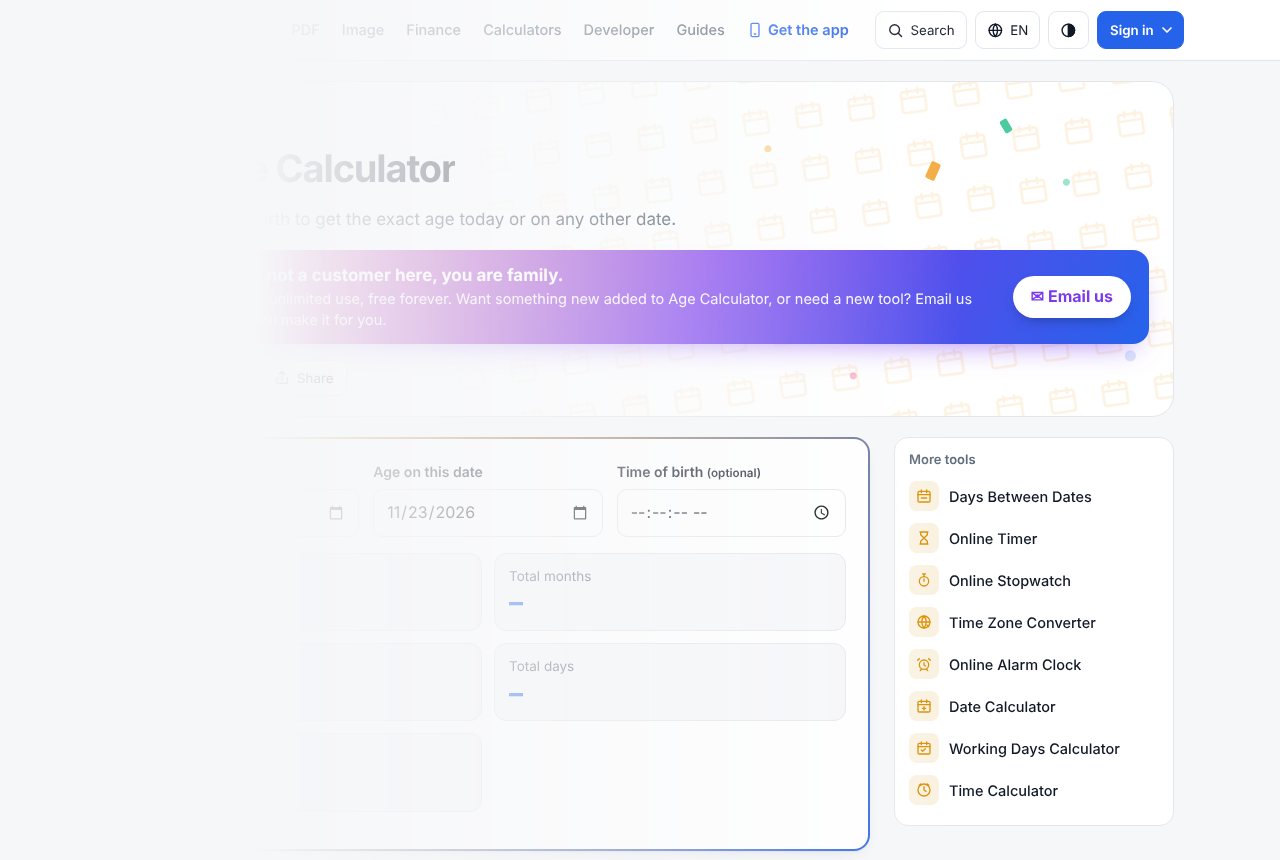 PDF Image Finance Calculators Developer Guides Get the app Search EN Sign in
Calculator
to get the exact age today or on any other date.
not a customer here, you are family.
unlimited use, free forever. Want something new added to Age Calculator, or need a new tool? Email us
make it for you.
✉ Email us
Share
Age on this date
Time of birth (optional)
11/23/2026
--:--:-- --
Total months
—
Total days
—
More tools
Days Between Dates
Online Timer
Online Stopwatch
Time Zone Converter
Online Alarm Clock
Date Calculator
Working Days Calculator
Time Calculator